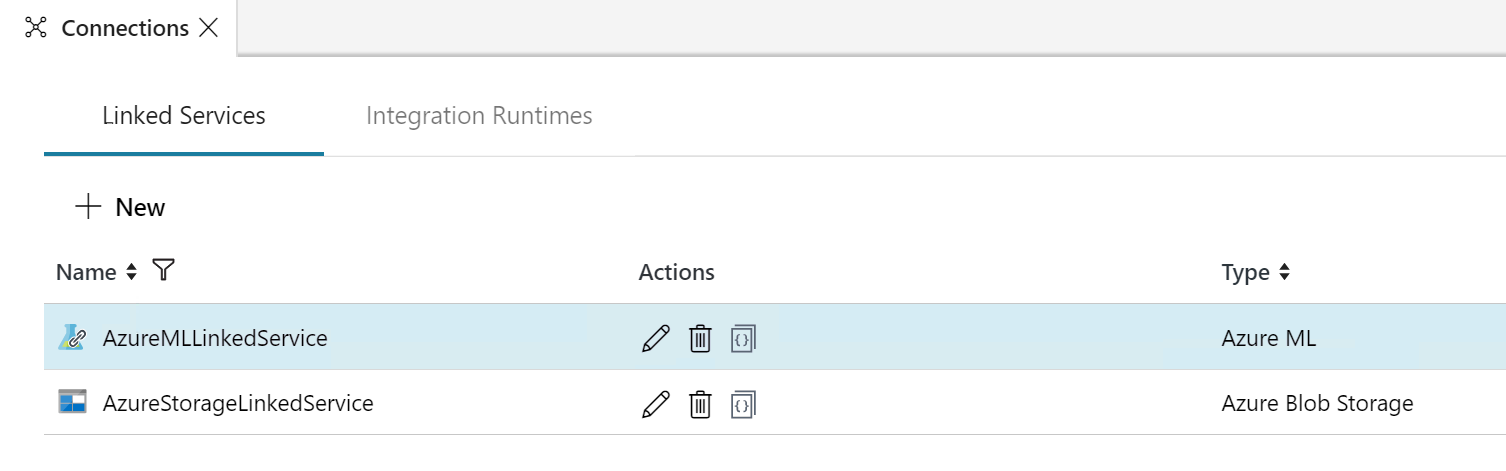 Connections
Linked Services Integration Runtimes
New
Name Actions Type
AzureMLLinkedService Azure ML
AzureStorageLinkedService Azure Blob Storage